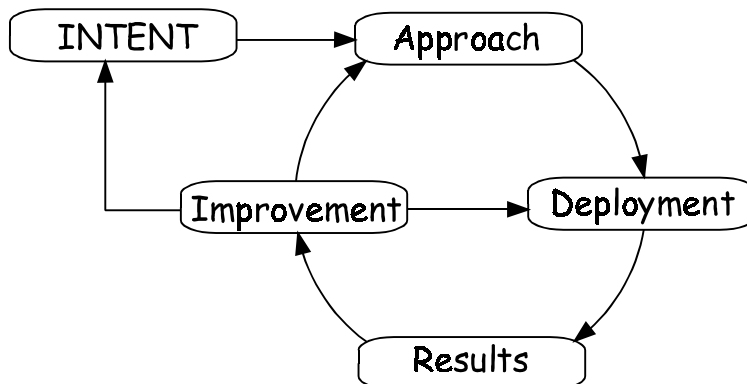 INTENT
Approach
Improvement
Deployment
Results